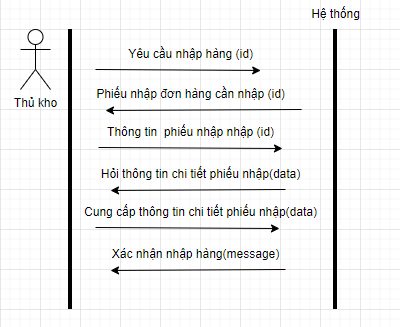 Hệ thống
Yêu cầu nhập hàng (id)
Phiếu nhập đơn hàng cần nhập (id)
Thủ kho
Thông tin phiếu nhập nhập (id)
Hỏi thông tin chi tiết phiếu nhập(data)
Cung cấp thông tin chi tiết phiếu nhập(data)
Xác nhận nhập hàng(message)